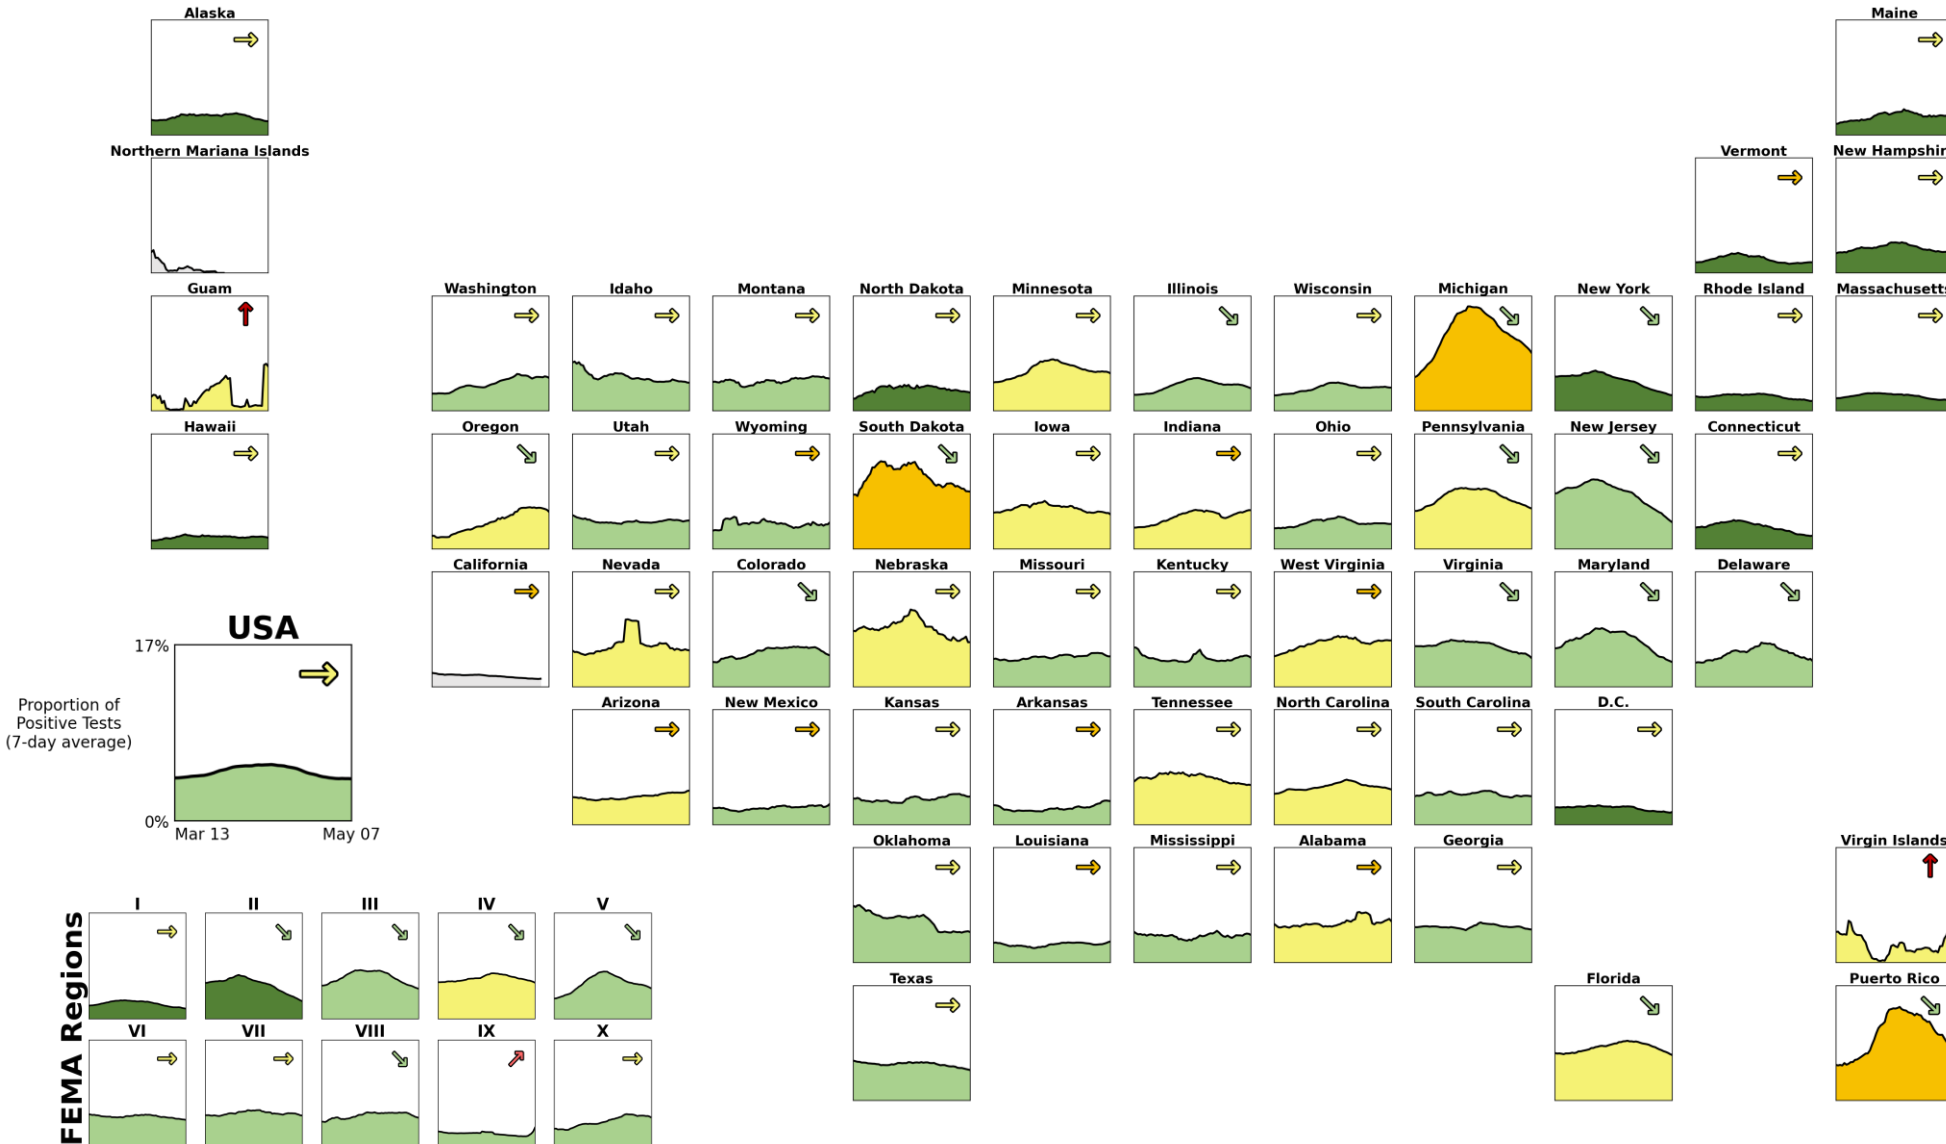 Alaska
Maine
Northern Mariana Islands
Vermont
New Hampshir
Guam
Washington
Idaho
Montana
North Dakota
Minnesota
Illinois
Wisconsin
Michigan
New York
Rhode Island
Massachusetts
Hawaii
Oregon
Utah
Wyoming
South Dakota
Iowa
Indiana
Ohio
Pennsylvania
New Jersey
Connecticut
California
Nevada
Colorado
Nebraska
Missouri
Kentucky
West Virginia
Virginia
Maryland
Delaware
USA
17%
Proportion of
Positive Tests
(7-day average)
0%
Mar 13
May 07
Arizona
New Mexico
Kansas
Arkansas
Tennessee
North Carolina
South Carolina
D.C.
Oklahoma
Louisiana
Mississippi
Alabama
Georgia
Virgin Islands
Texas
Florida
Puerto Rico
FEMA Regions
I
II
III
IV
V
VI
VII
VIII
IX
X